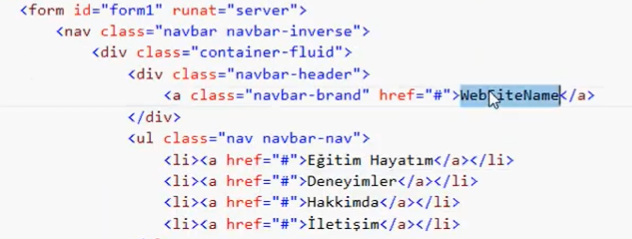 <form id="form1" runat="server">
<nav class="navbar navbar-inverse">
<div class="container-fluid">
<div class="navbar-header">
<a class="navbar-brand" href="#">WebSiteName</a>
</div>
<ul class="nav navbar-nav">
<li><a href="#">Eğitim Hayatım</a></li>
<li><a href="#">Deneyimler</a></li>
<li><a href="#">Hakkimda</a></li>
<li><a href="#">İletişim</a></li>